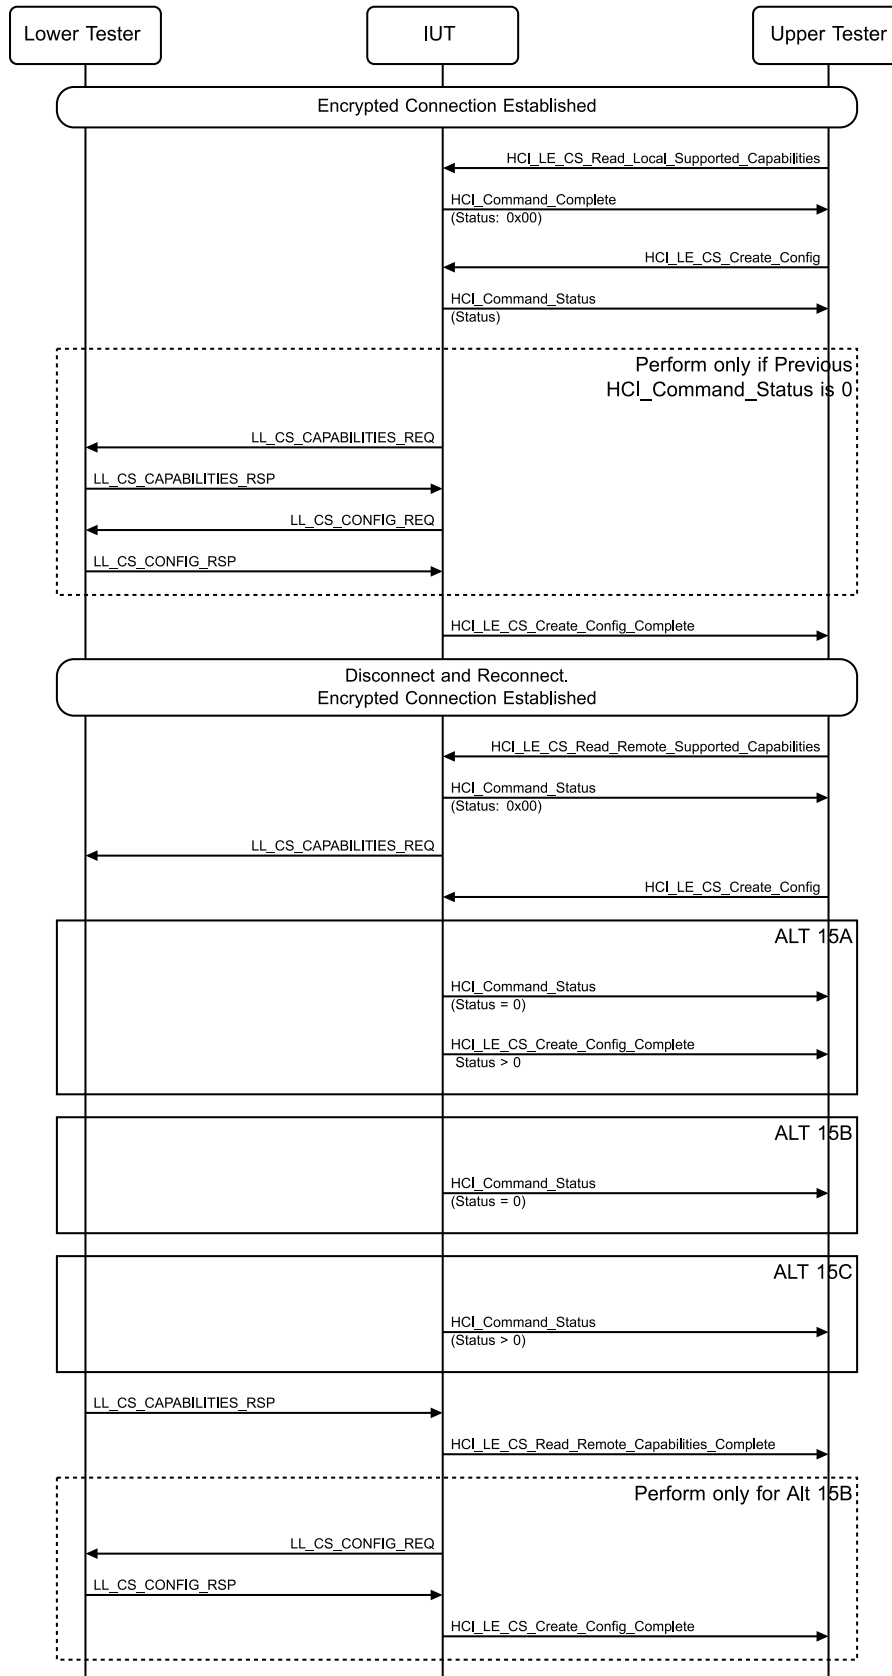 Lower Tester
IUT
Upper Tester
Encrypted Connection Established
HCI_LE_CS_Read_Local_Supported_Capabilities
HCI_Command_Complete
(Status: 0x00)
HCI_LE_CS_Create_Config
HCI_Command_Status
(Status)
Perform only if Previous
HCI_Command_Status is 0
LL_CS_CAPABILITIES_REQ
LL_CS_CAPABILITIES_RSP
LL_CS_CONFIG_REQ
LL_CS_CONFIG_RSP
HCI_LE_CS_Create_Config_Complete
Disconnect and Reconnect.
Encrypted Connection Established
HCI_LE_CS_Read_Remote_Supported_Capabilities
HCI_Command_Status
(Status: 0x00)
LL_CS_CAPABILITIES_REQ
HCI_LE_CS_Create_Config
ALT 15A
HCI_Command_Status
(Status = 0)
HCI_LE_CS_Create_Config_Complete
Status > 0
ALT 15B
HCI_Command_Status
(Status = 0)
ALT 15C
HCI_Command_Status
(Status > 0)
LL_CS_CAPABILITIES_RSP
HCI_LE_CS_Read_Remote_Capabilities_Complete
Perform only for Alt 15B
LL_CS_CONFIG_REQ
LL_CS_CONFIG_RSP
HCI_LE_CS_Create_Config_Complete